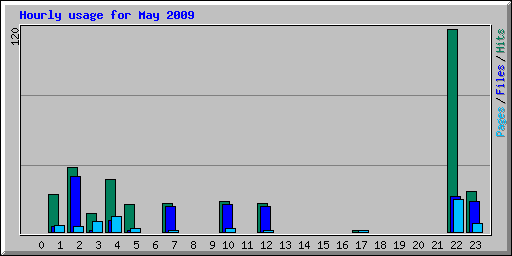 Hourly usage for May 2009
120
Pages/Files/Hits
0 1 2 3 4 5 6 7 8 9 10 11 12 13 14 15 16 17 18 19 20 21 22 23